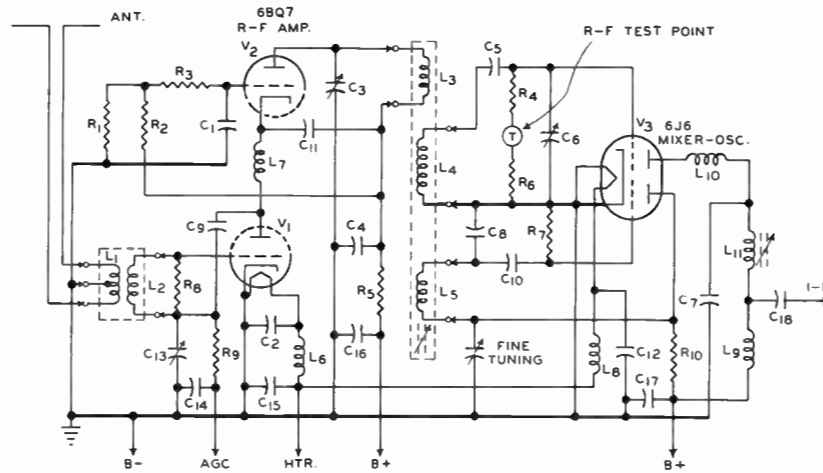 ANT.
6BQ7
R-F AMP.
V2
R3
R1
R2
C1
C3
L3
C11
L7
C9
V1
L1
L2
R8
C13
R9
C14
C2
L6
C15
C4
R5
C16
R-F TEST POINT
C5
R4
T
C6
R6
L4
C8
R7
C10
L5
6J6
V3
MIXER-OSC.
L10
L11
C7
C18
FINE
TUNING
L8
C12
R10
L9
C17
B-
AGC
HTR.
B+
B+